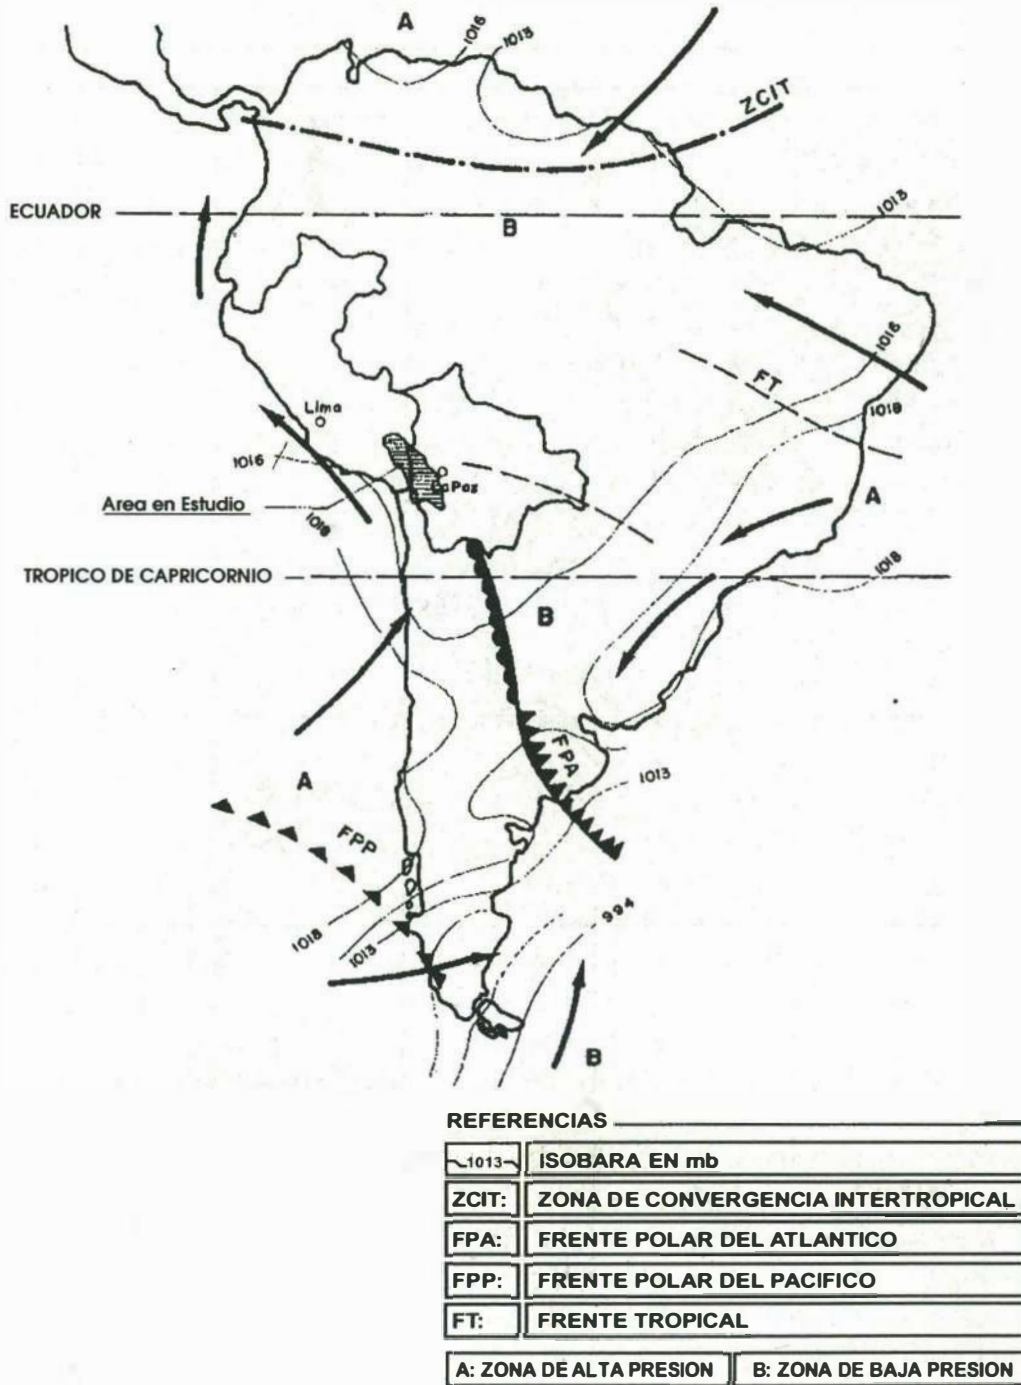 A
1016
1013
ZCIT
ECUADOR
B
1013
1016
FT
1018
Lima
1016
La Paz
Area en Estudio
1018
A
TROPICO DE CAPRICORNIO
1018
B
FPA
1013
A
FPP
994
1018
1013
B
REFERENCIAS
1013 ISOBARA EN mb
ZCIT: ZONA DE CONVERGENCIA INTERTROPICAL
FPA: FRENTE POLAR DEL ATLANTICO
FPP: FRENTE POLAR DEL PACIFICO
FT: FRENTE TROPICAL
A: ZONA DE ALTA PRESION B: ZONA DE BAJA PRESION